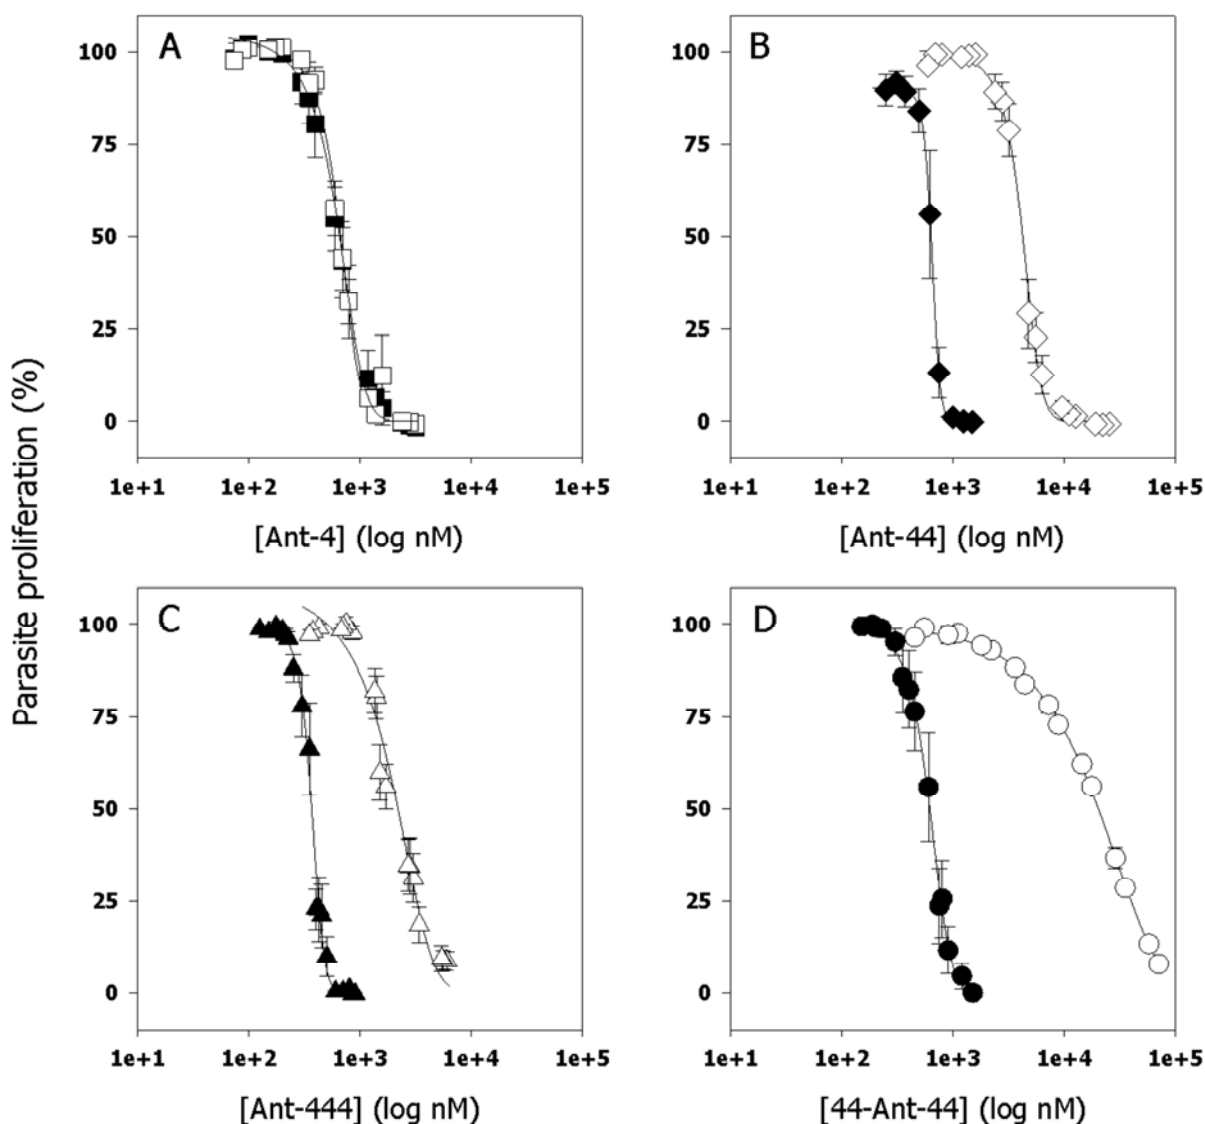 Parasite proliferation (%)
A
100
75
50
25
0
1e+1 1e+2 1e+3 1e+4 1e+5
[Ant-4] (log nM)
B
100
75
50
25
0
1e+1 1e+2 1e+3 1e+4 1e+5
[Ant-44] (log nM)
C
100
75
50
25
0
1e+1 1e+2 1e+3 1e+4 1e+5
[Ant-444] (log nM)
D
100
75
50
25
0
1e+1 1e+2 1e+3 1e+4 1e+5
[44-Ant-44] (log nM)